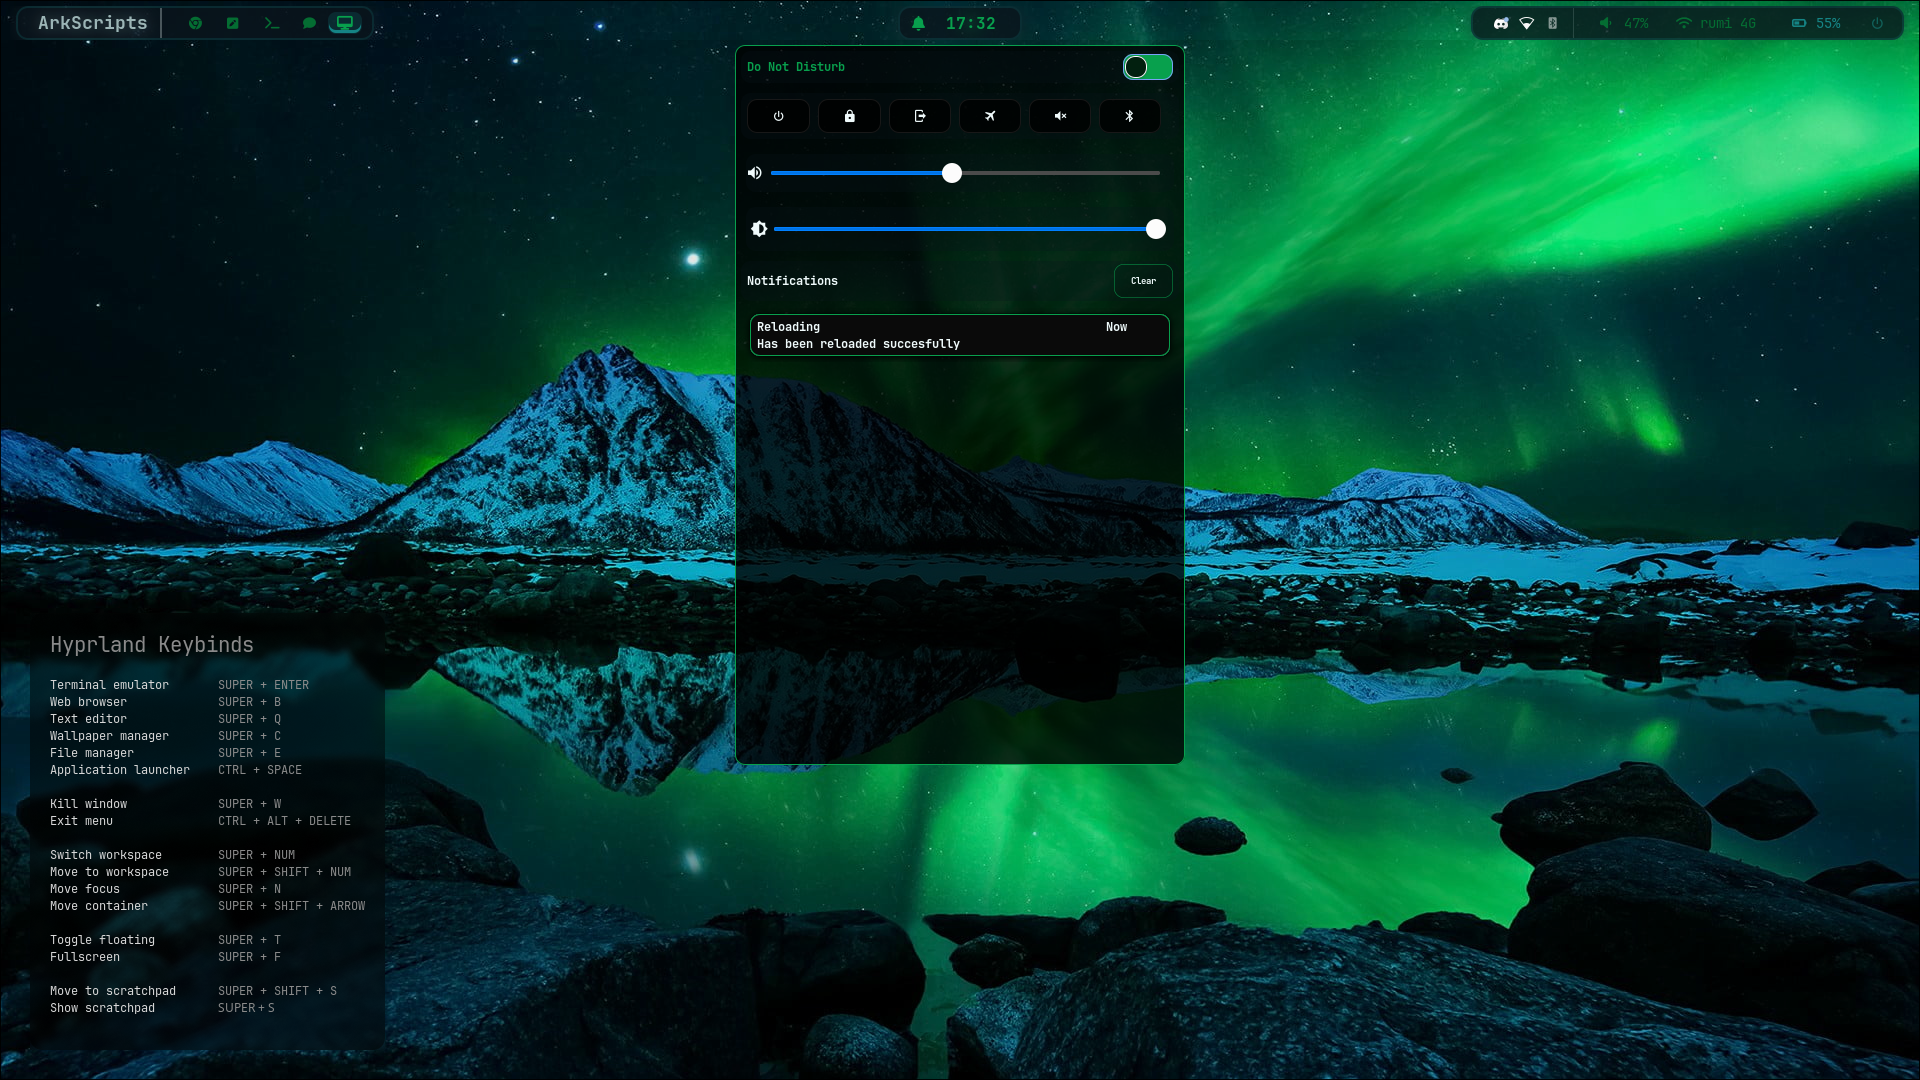 ArkScripts
17:32
47%
rumi 4G
55%
Do Not Disturb
Notifications
Clear
Reloading Now
Has been reloaded succesfully
Hyprland Keybinds
Terminal emulator SUPER + ENTER
Web browser SUPER + B
Text editor SUPER + Q
Wallpaper manager SUPER + C
File manager SUPER + E
Application launcher CTRL + SPACE
Kill window SUPER + W
Exit menu CTRL + ALT + DELETE
Switch workspace SUPER + NUM
Move to workspace SUPER + SHIFT + NUM
Move focus SUPER + N
Move container SUPER + SHIFT + ARROW
Toggle floating SUPER + T
Fullscreen SUPER + F
Move to scratchpad SUPER + SHIFT + S
Show scratchpad SUPER + S